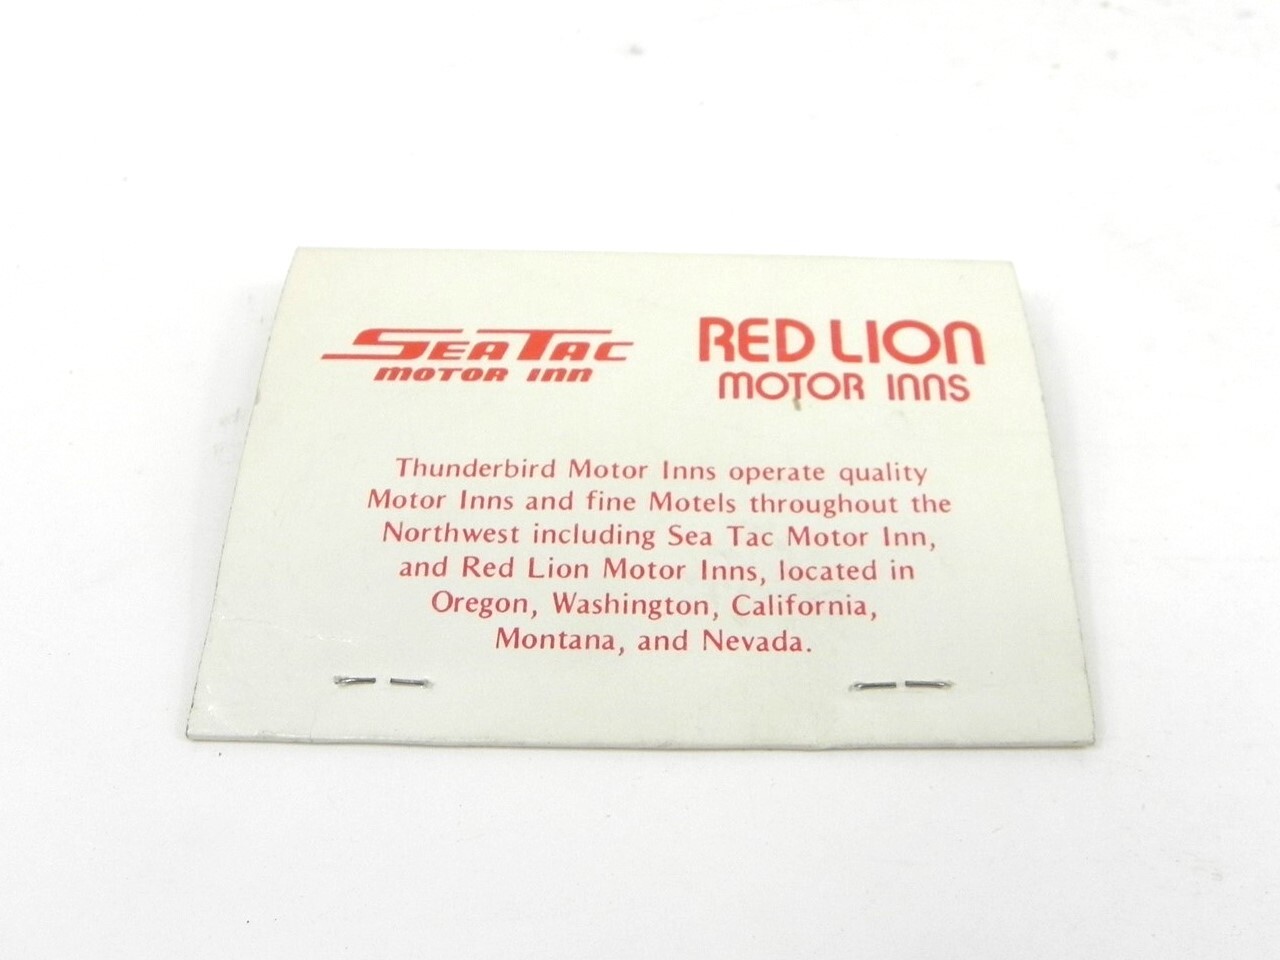 SeaTac
MOTOR INN
RED LION
MOTOR INNS
Thunderbird Motor Inns operate quality
Motor Inns and fine Motels throughout the
Northwest including Sea Tac Motor Inn,
and Red Lion Motor Inns, located in
Oregon, Washington, California,
Montana, and Nevada.